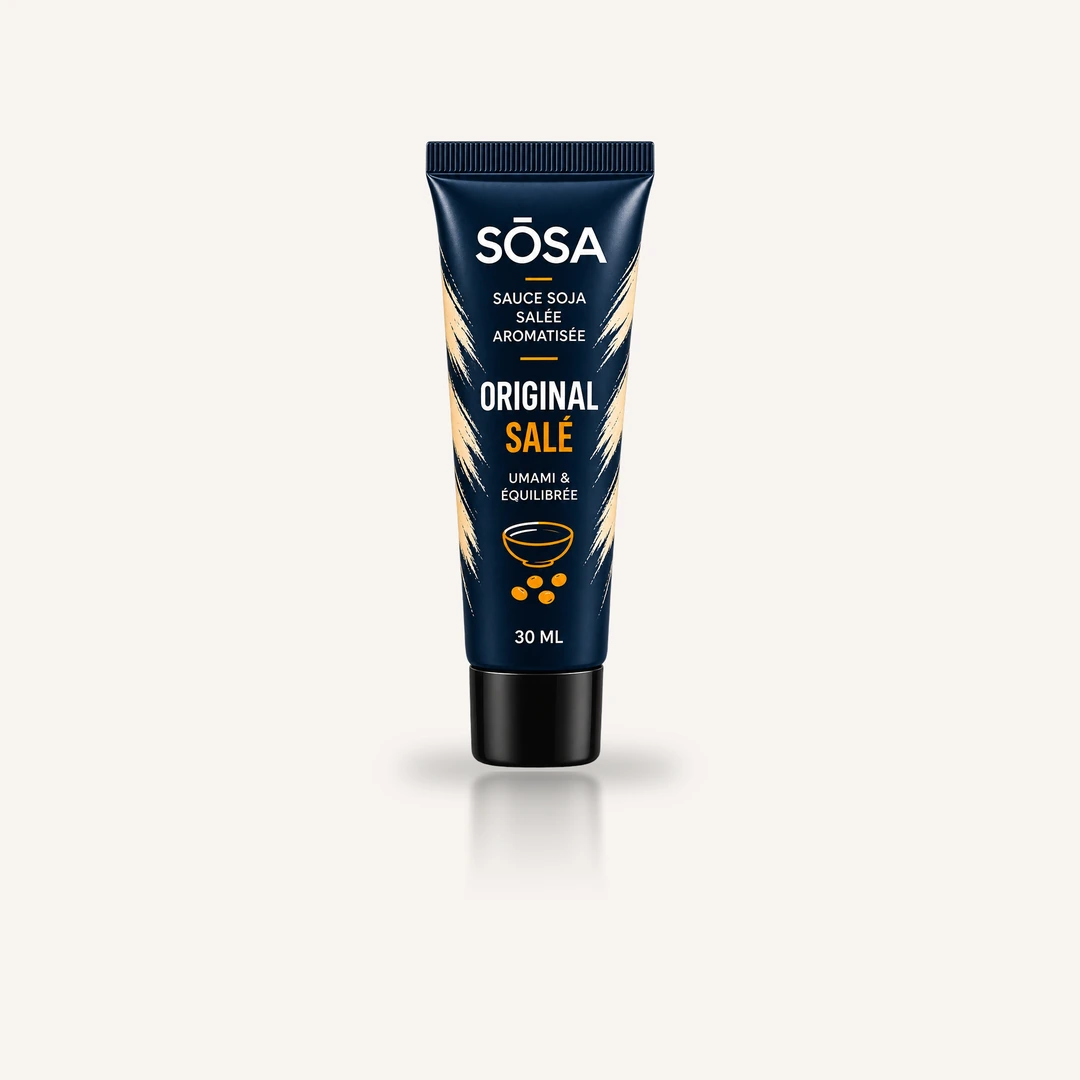 SŌSA
SAUCE SOJA
SALÉE
AROMATISÉE
ORIGINAL
SALÉ
UMAMI &
ÉQUILIBRÉE
30 ML